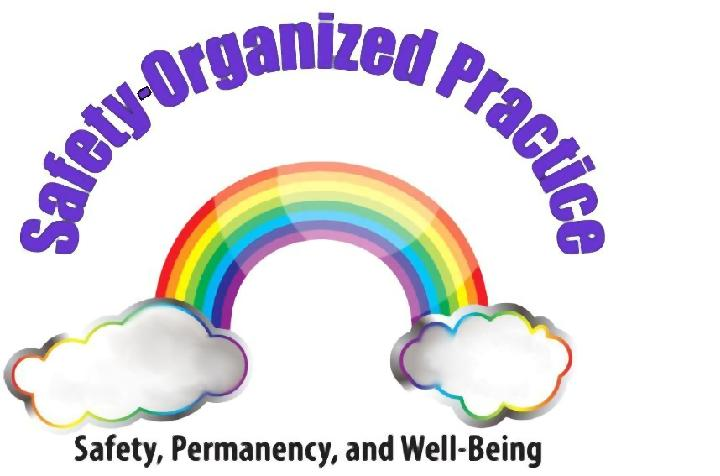 Safety-Organized Practice
Safety, Permanency, and Well-Being